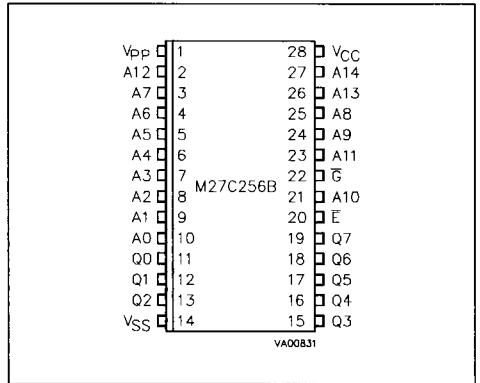 Vpp 1 28 VCC
A12 2 27 A14
A7 3 26 A13
A6 4 25 A8
A5 5 24 A9
A4 6 23 A11
A3 7 22 G̅
M27C256B
A2 8 21 A10
A1 9 20 E̅
A0 10 19 Q7
Q0 11 18 Q6
Q1 12 17 Q5
Q2 13 16 Q4
VSS 14 15 Q3
VA00831